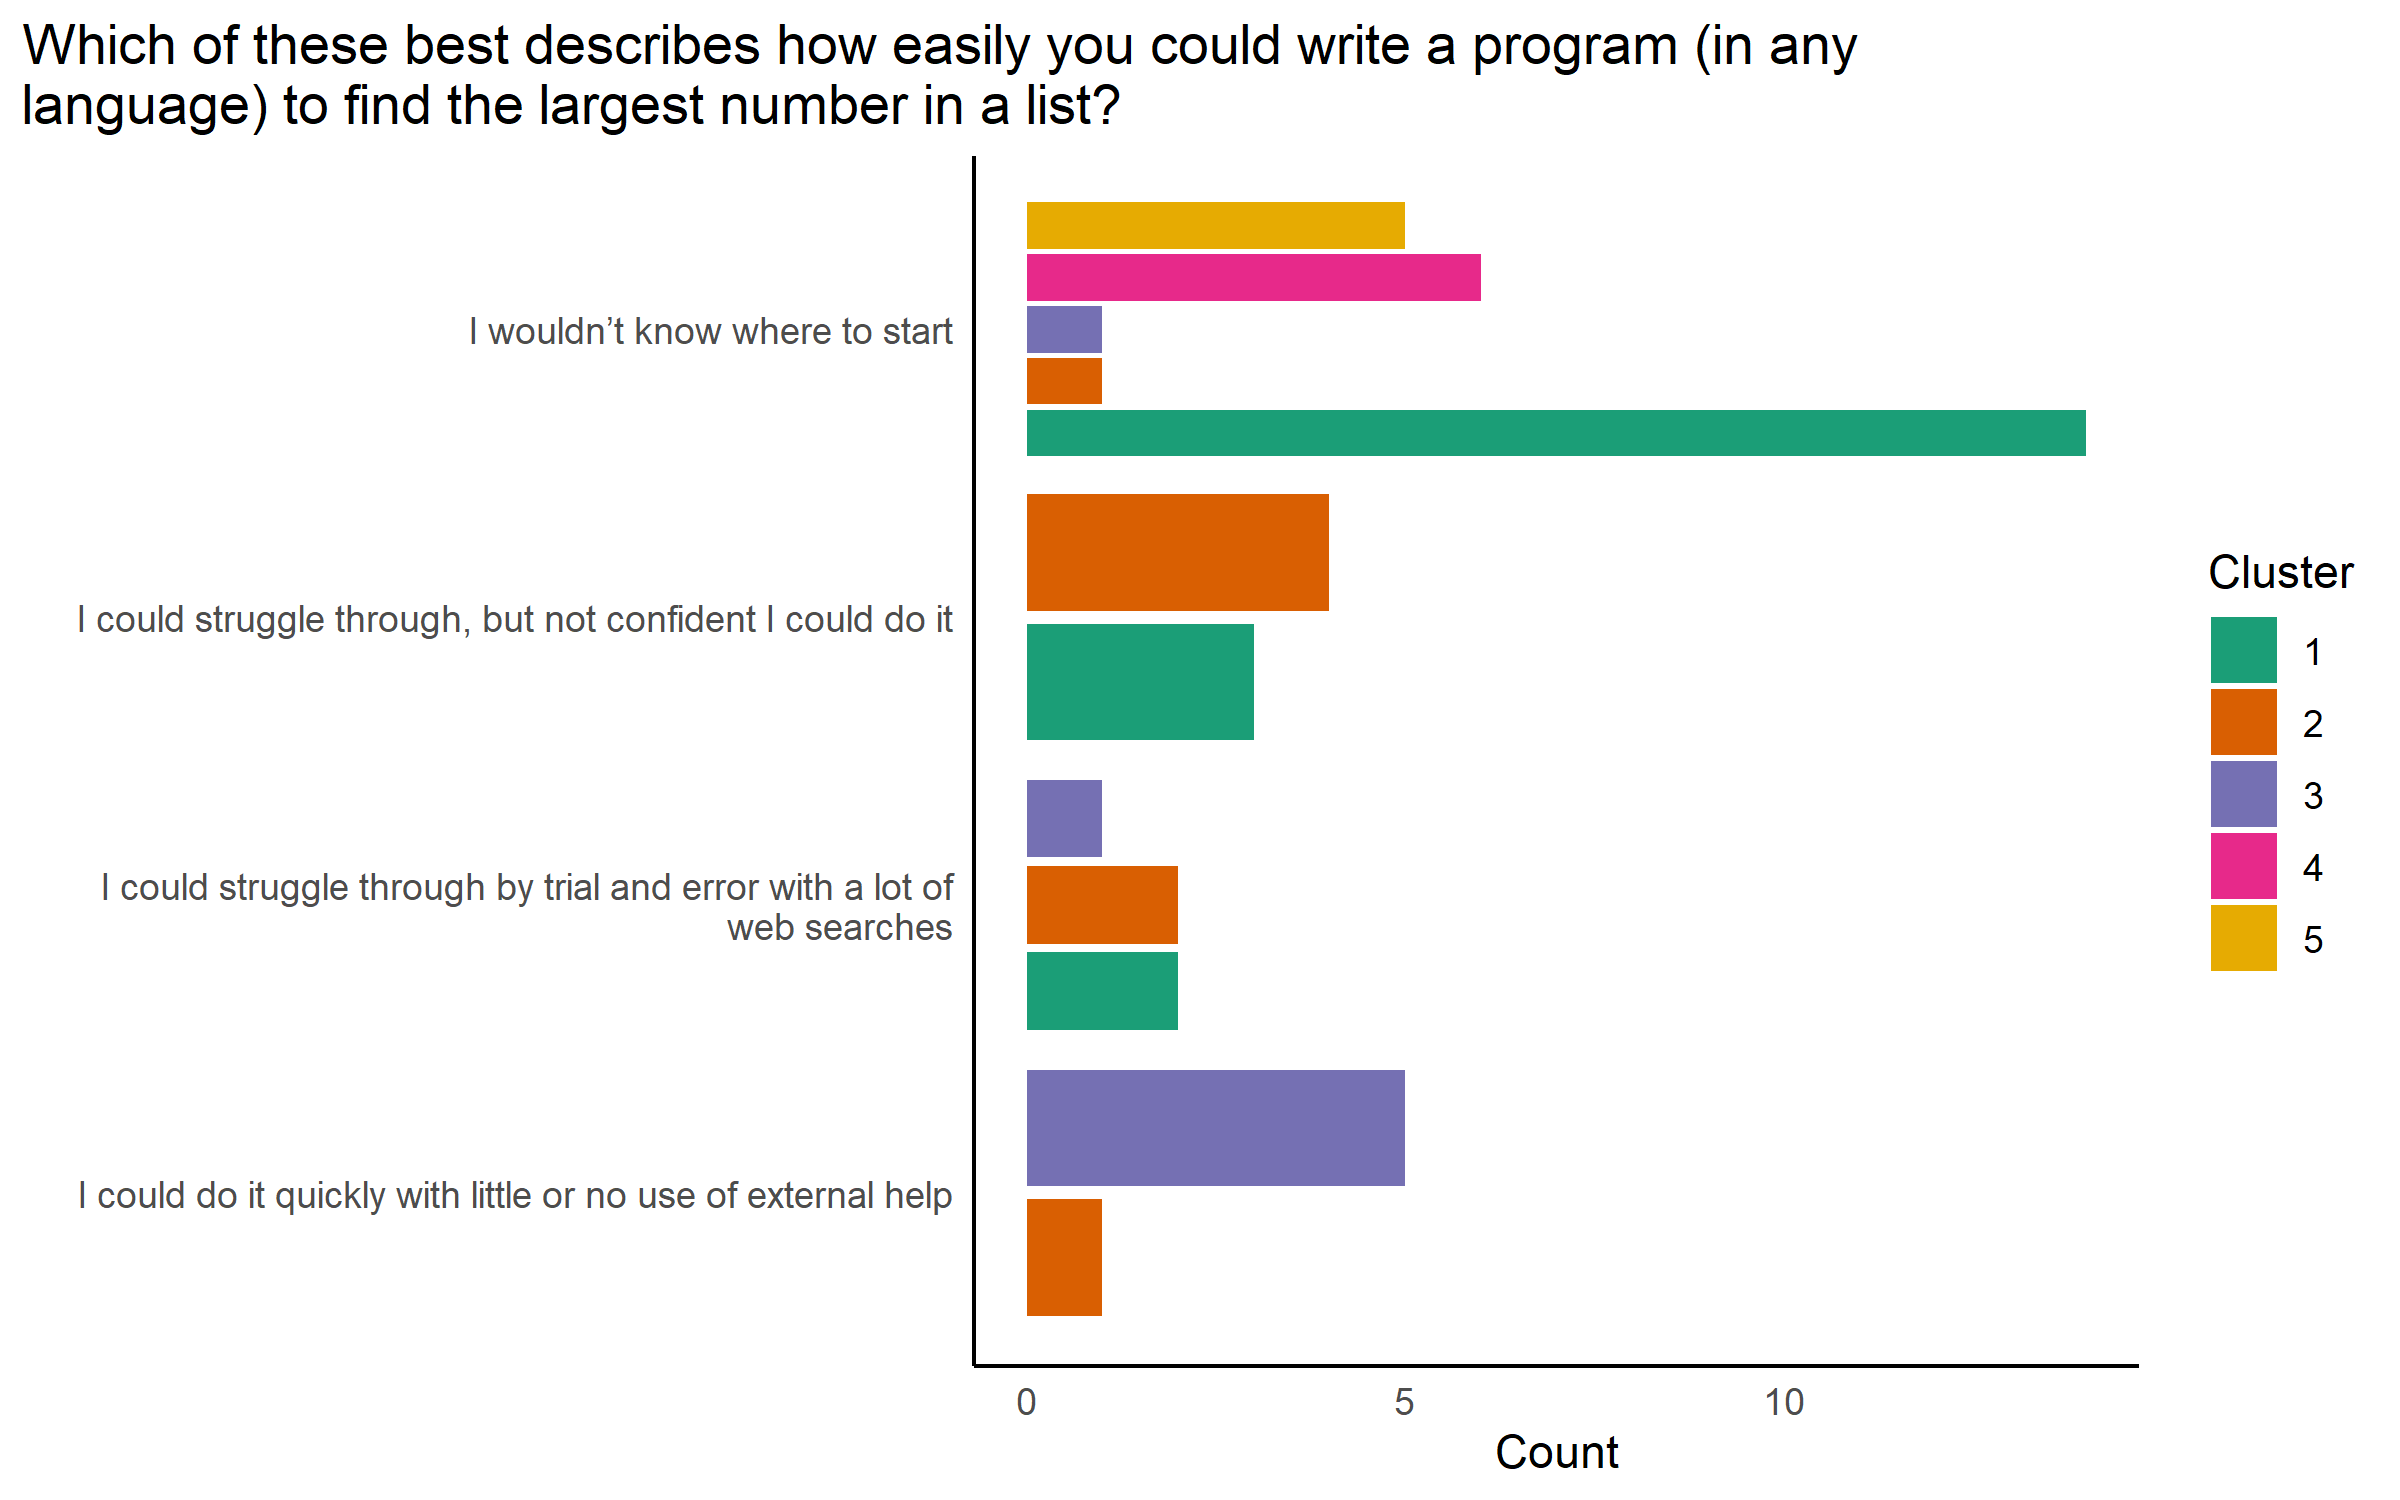 Which of these best describes how easily you could write a program (in any
language) to find the largest number in a list?
I wouldn’t know where to start
I could struggle through, but not confident I could do it
I could struggle through by trial and error with a lot of
web searches
I could do it quickly with little or no use of external help
0
5
10
Count
Cluster
1
2
3
4
5